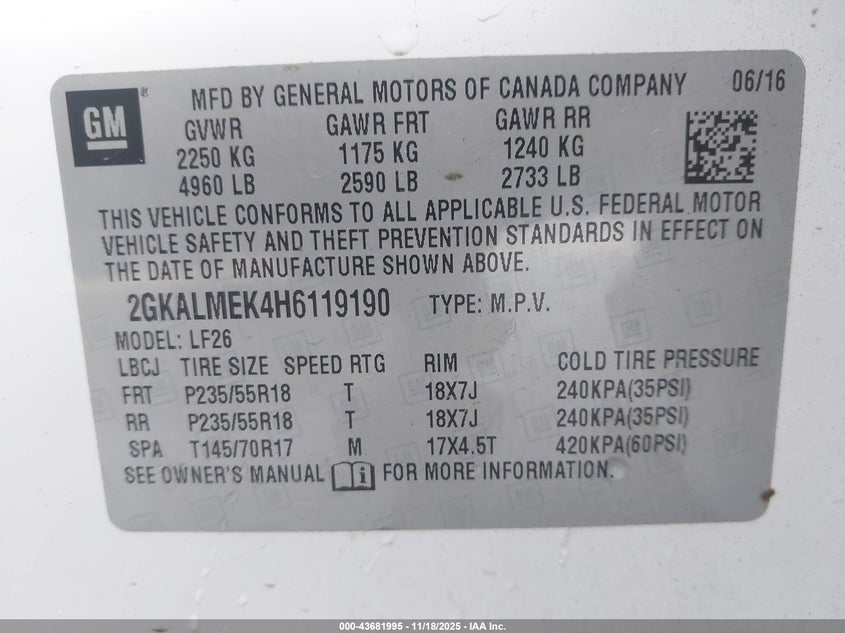 GM®
MFD BY GENERAL MOTORS OF CANADA COMPANY 06/16
GVWR GAWR FRT GAWR RR
2250 KG 1175 KG 1240 KG
4960 LB 2590 LB 2733 LB
THIS VEHICLE CONFORMS TO ALL APPLICABLE U.S. FEDERAL MOTOR
VEHICLE SAFETY AND THEFT PREVENTION STANDARDS IN EFFECT ON
THE DATE OF MANUFACTURE SHOWN ABOVE.
2GKALMEK4H6119190 TYPE: M.P.V.
MODEL: LF26
LBCJ TIRE SIZE SPEED RTG RIM COLD TIRE PRESSURE
FRT P235/55R18 T 18X7J 240KPA(35PSI)
RR P235/55R18 T 18X7J 240KPA(35PSI)
SPA T145/70R17 M 17X4.5T 420KPA(60PSI)
SEE OWNER'S MANUAL i FOR MORE INFORMATION.
000-43681995 - 11/18/2025 - IAA Inc.